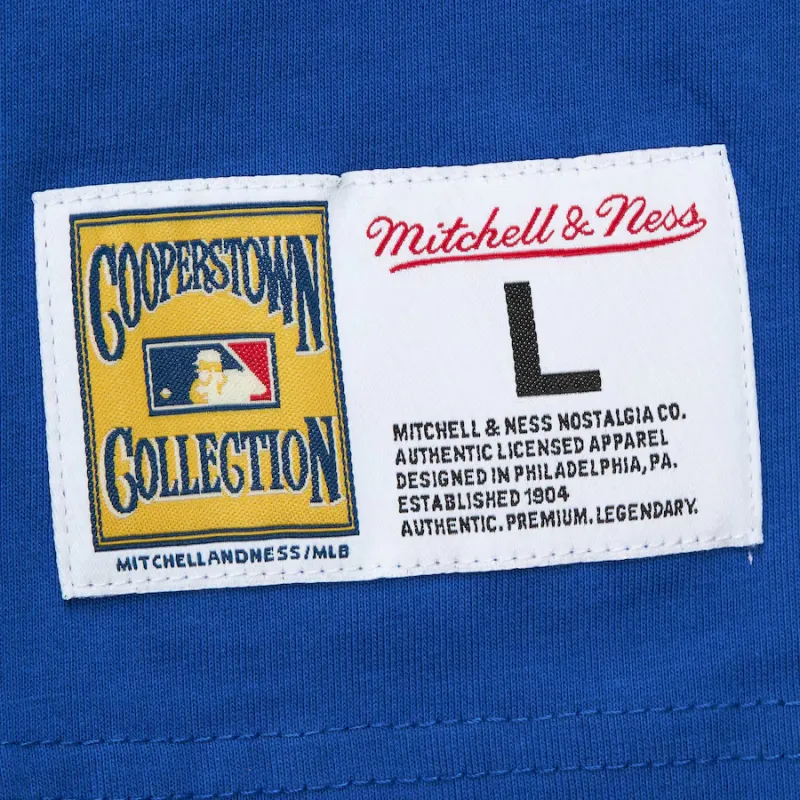 COOPERSTOWN
COLLECTION
MITCHELLANDNESS/MLB
Mitchell & Ness
L
MITCHELL & NESS NOSTALGIA CO.
AUTHENTIC LICENSED APPAREL
DESIGNED IN PHILADELPHIA, PA.
ESTABLISHED 1904
AUTHENTIC. PREMIUM. LEGENDARY.